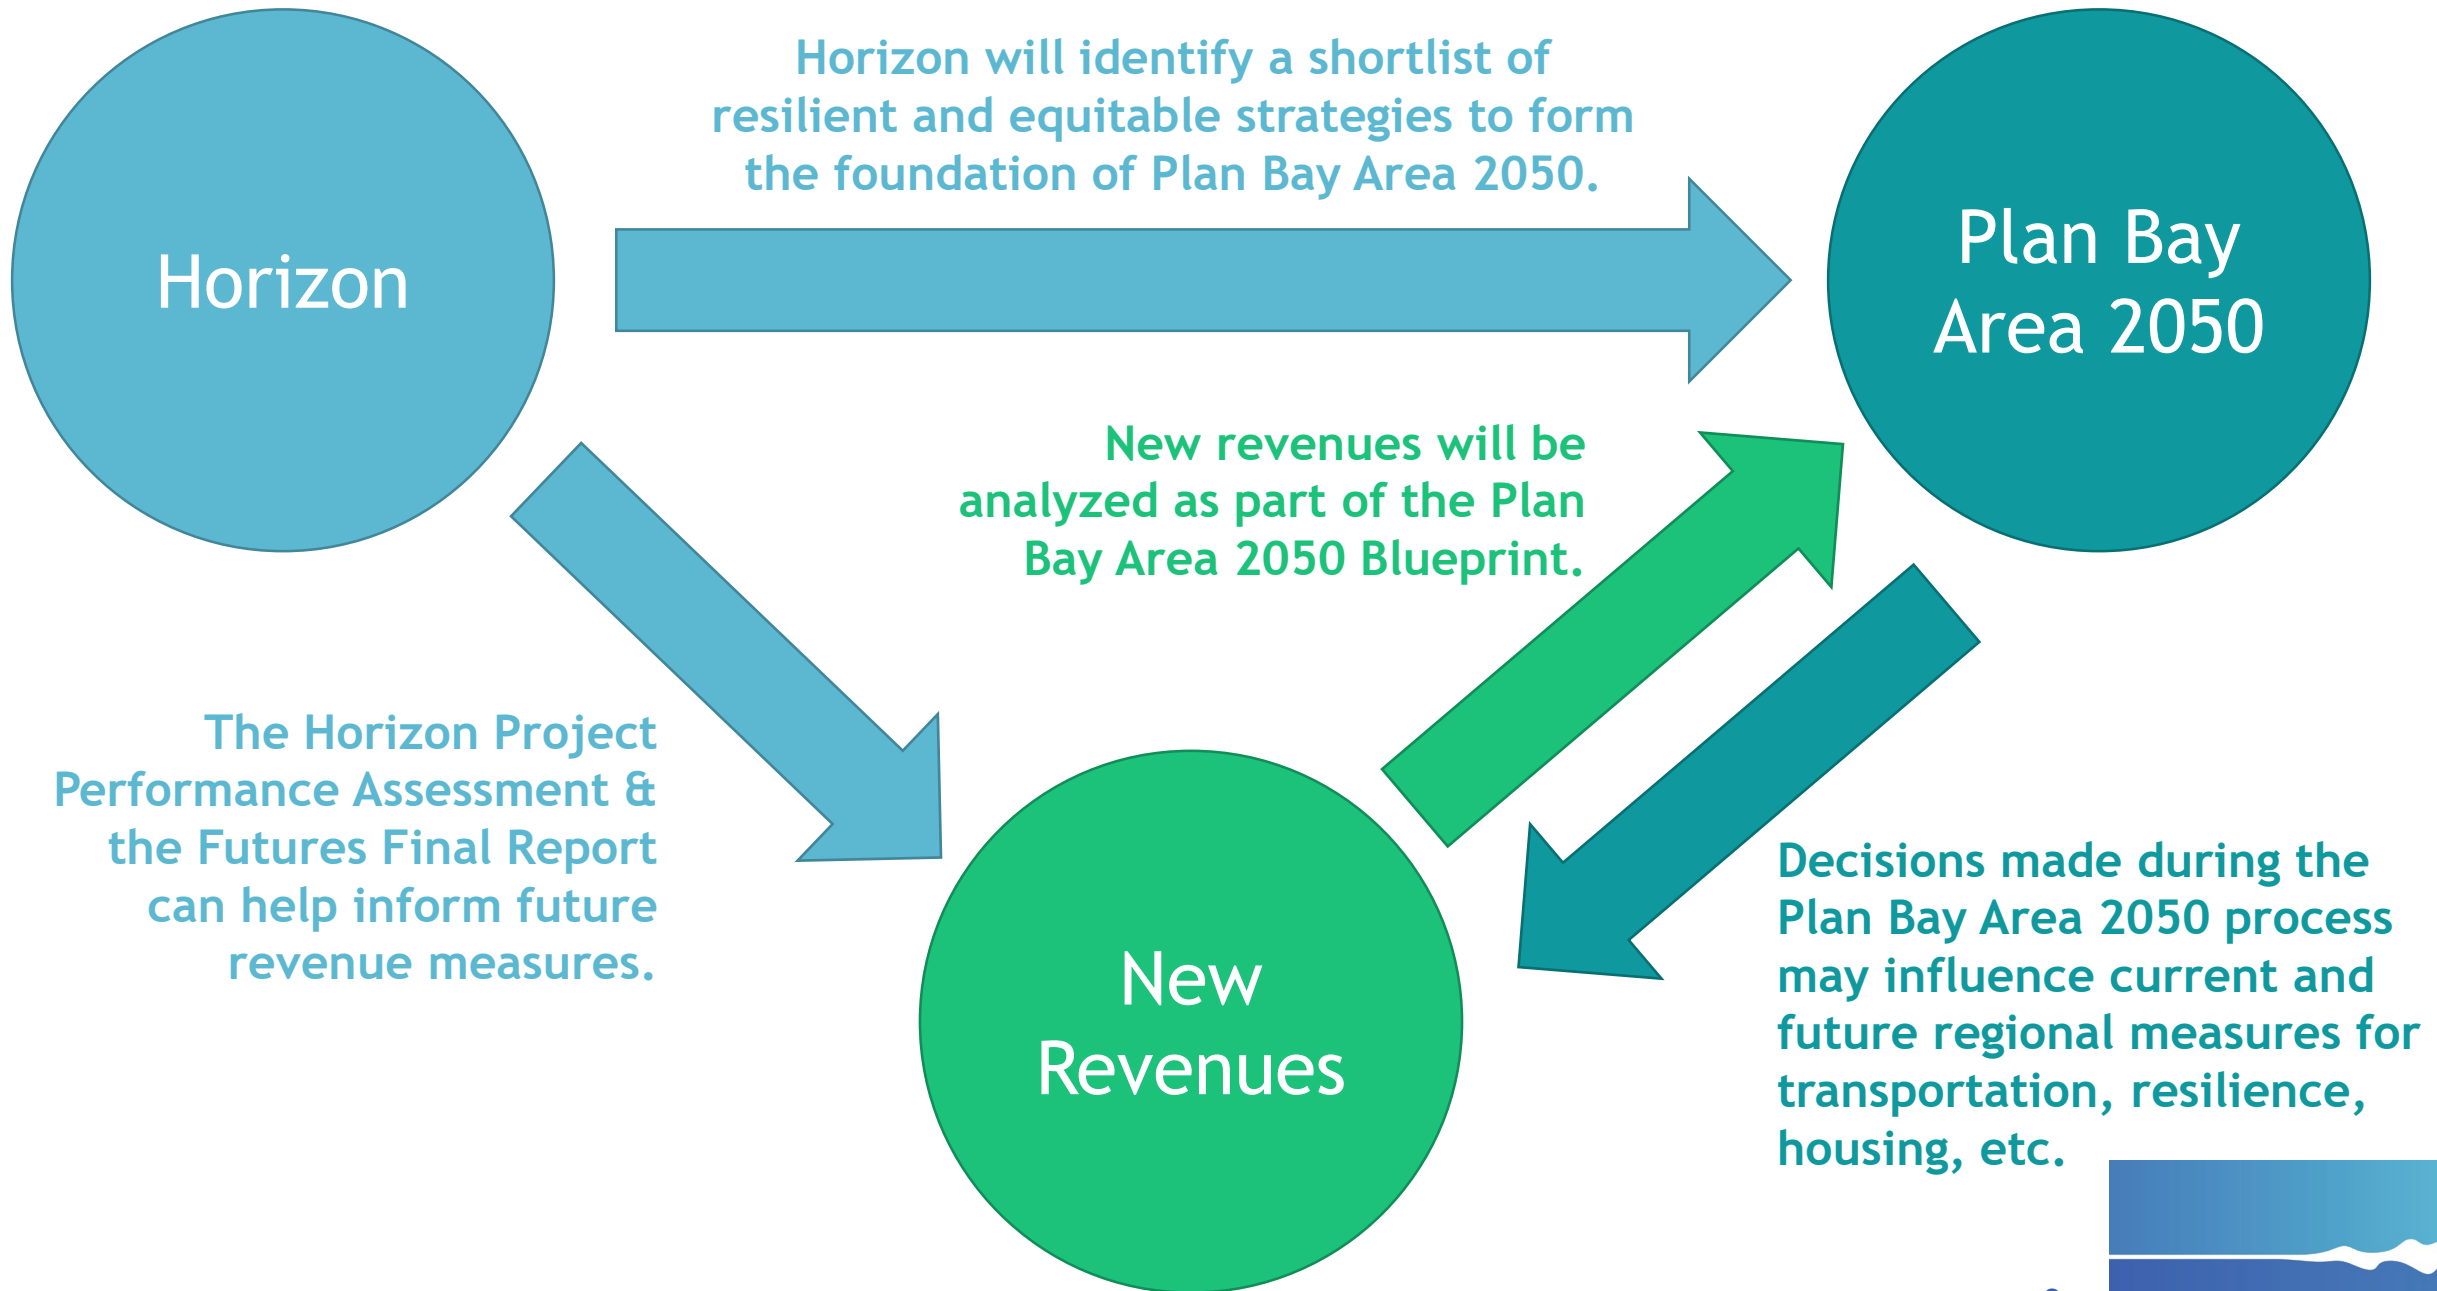 Horizon
Horizon will identify a shortlist of
resilient and equitable strategies to form
the foundation of Plan Bay Area 2050.
Plan Bay
Area 2050
New revenues will be
analyzed as part of the Plan
Bay Area 2050 Blueprint.
The Horizon Project
Performance Assessment &
the Futures Final Report
can help inform future
revenue measures.
New
Revenues
Decisions made during the
Plan Bay Area 2050 process
may influence current and
future regional measures for
transportation, resilience,
housing, etc.